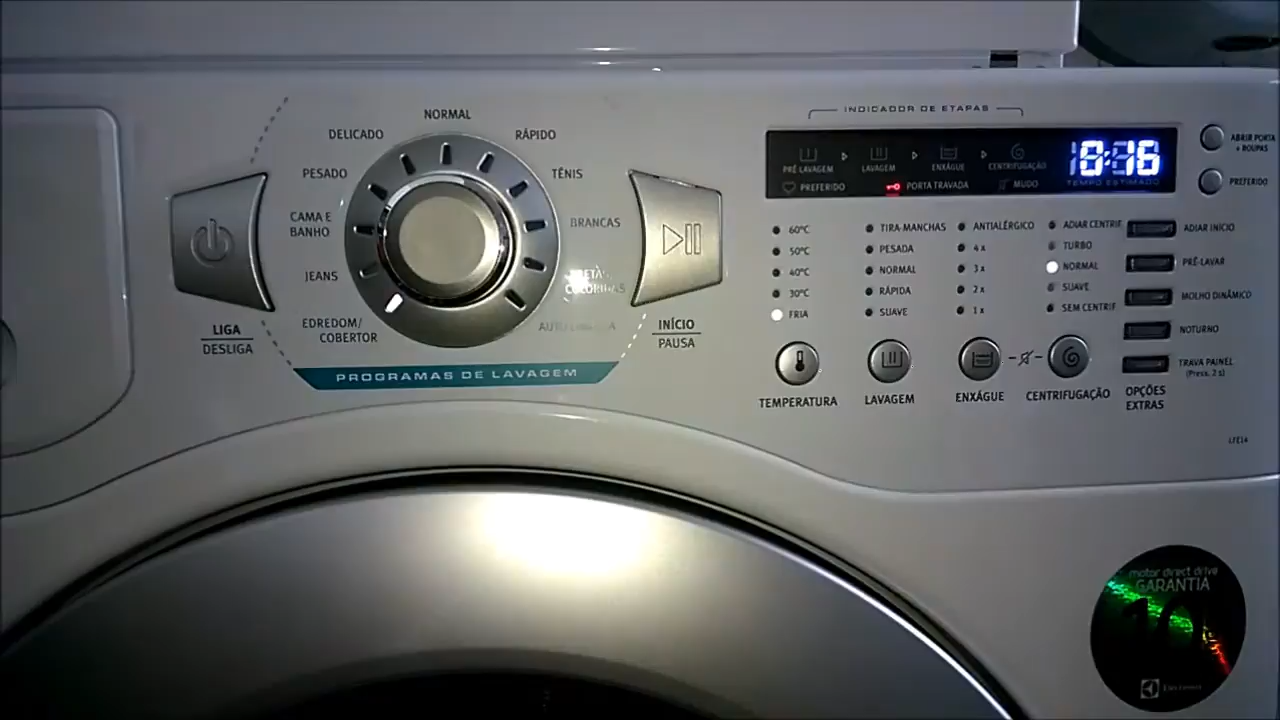 INDICADOR DE ETAPAS
PRÉ LAVAGEM
LAVAGEM
ENXÁGUE
CENTRIFUGAÇÃO
PREFERIDO
PORTA TRAVADA
MUDO
TEMPO ESTIMADO
ABRIR PORTA
+ ROUPAS
PREFERIDO
NORMAL
DELICADO
RÁPIDO
PESADO
TÊNIS
CAMA E
BANHO
BRANCAS
JEANS
COLORIDAS
EDREDOM/
COBERTOR
LIGA
DESLIGA
INÍCIO
PAUSA
PROGRAMAS DE LAVAGEM
60°C
50°C
40°C
30°C
FRIA
TEMPERATURA
TIRA-MANCHAS
PESADA
NORMAL
RÁPIDA
SUAVE
LAVAGEM
ANTIALÉRGICO
4 x
3 x
2 x
1 x
ENXÁGUE
ADIAR CENTRIF
TURBO
NORMAL
SUAVE
SEM CENTRIF
CENTRIFUGAÇÃO
ADIAR INÍCIO
PRÉ-LAVAR
MOLHO DINÂMICO
NOTURNO
TRAVA PAINEL
(Press. 2 s)
OPÇÕES
EXTRAS
LFE14
motor direct drive
GARANTIA
10
Electrolux